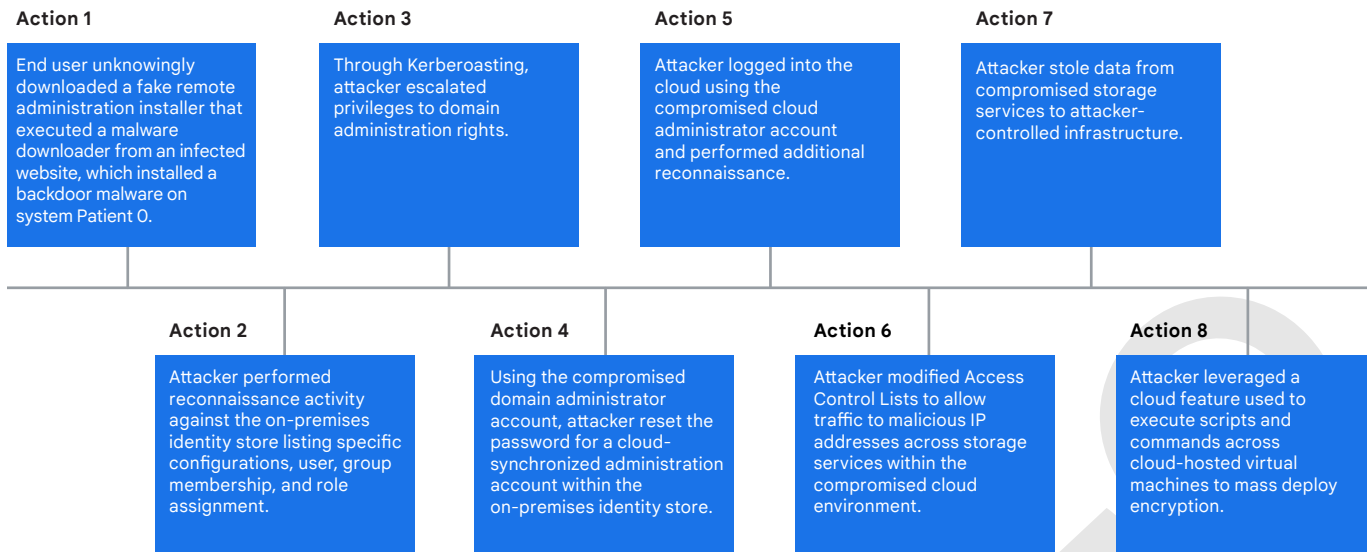 Action 1
End user unknowingly
downloaded a fake remote
administration installer that
executed a malware
downloader from an infected
website, which installed a
backdoor malware on
system Patient 0.
Action 2
Attacker performed
reconnaissance activity
against the on-premises
identity store listing specific
configurations, user, group
membership, and role
assignment.
Action 3
Through Kerberoasting,
attacker escalated
privileges to domain
administration rights.
Action 4
Using the compromised
domain administrator
account, attacker reset the
password for a cloud-
synchronized administration
account within the
on-premises identity store.
Action 5
Attacker logged into the
cloud using the
compromised cloud
administrator account
and performed additional
reconnaissance.
Action 6
Attacker modified Access
Control Lists to allow
traffic to malicious IP
addresses across storage
services within the
compromised cloud
environment.
Action 7
Attacker stole data from
compromised storage
services to attacker-
controlled infrastructure.
Action 8
Attacker leveraged a
cloud feature used to
execute scripts and
commands across
cloud-hosted virtual
machines to mass deploy
encryption.